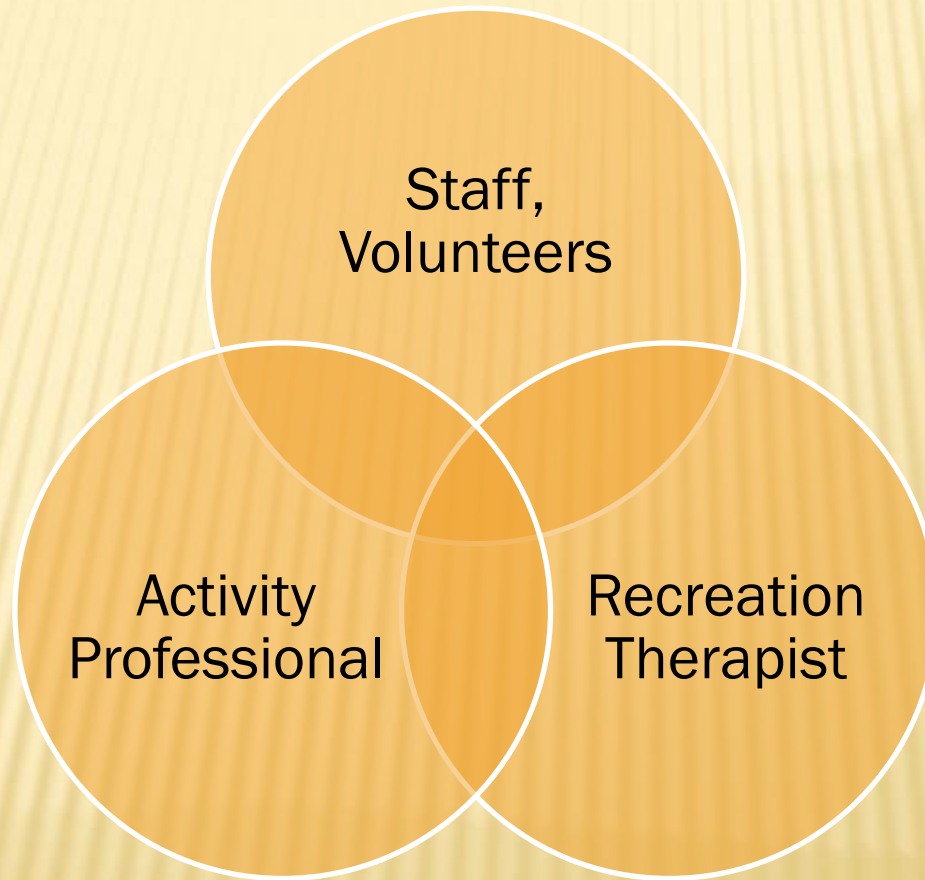 Staff,
Volunteers
Activity
Professional
Recreation
Therapist